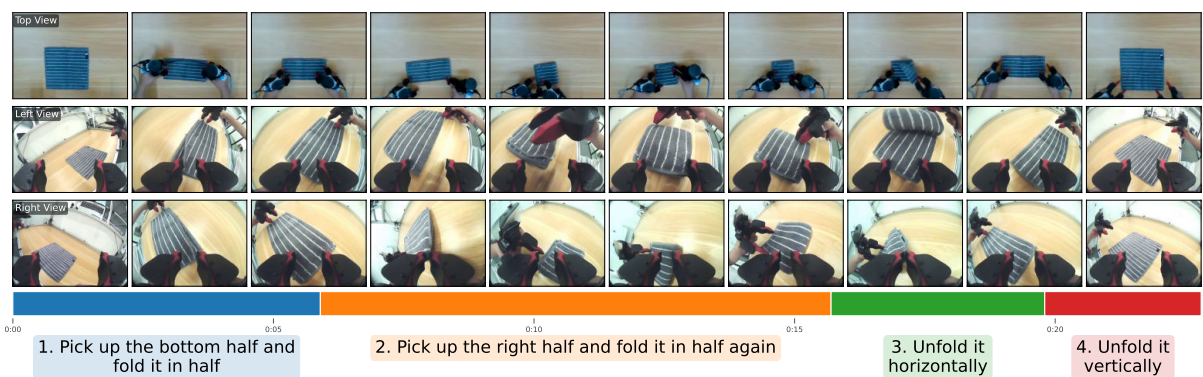 Top View
Left View
Right View
0:00
0:05
0:10
0:15
0:20
1. Pick up the bottom half and
fold it in half
2. Pick up the right half and fold it in half again
3. Unfold it
horizontally
4. Unfold it
vertically